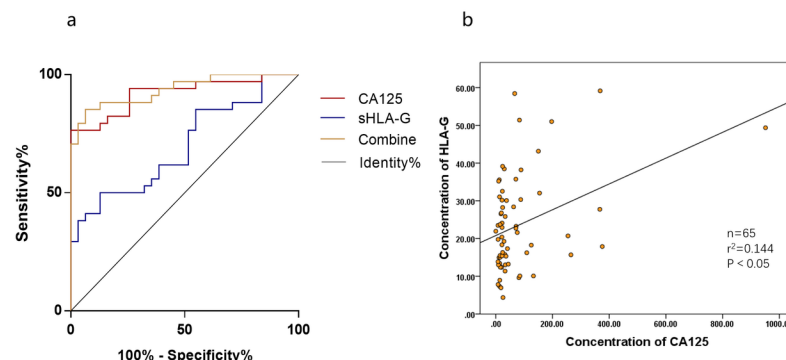 a
100
50
0
0
50
100
Sensitivity%
100% - Specificity%
CA125
sHLA-G
Combine
Identity%
b
60.00
50.00
40.00
30.00
20.00
10.00
.00
Concentration of HLA-G
.00
200.00
400.00
600.00
800.00
1000.0
Concentration of CA125
n=65
r²=0.144
P < 0.05